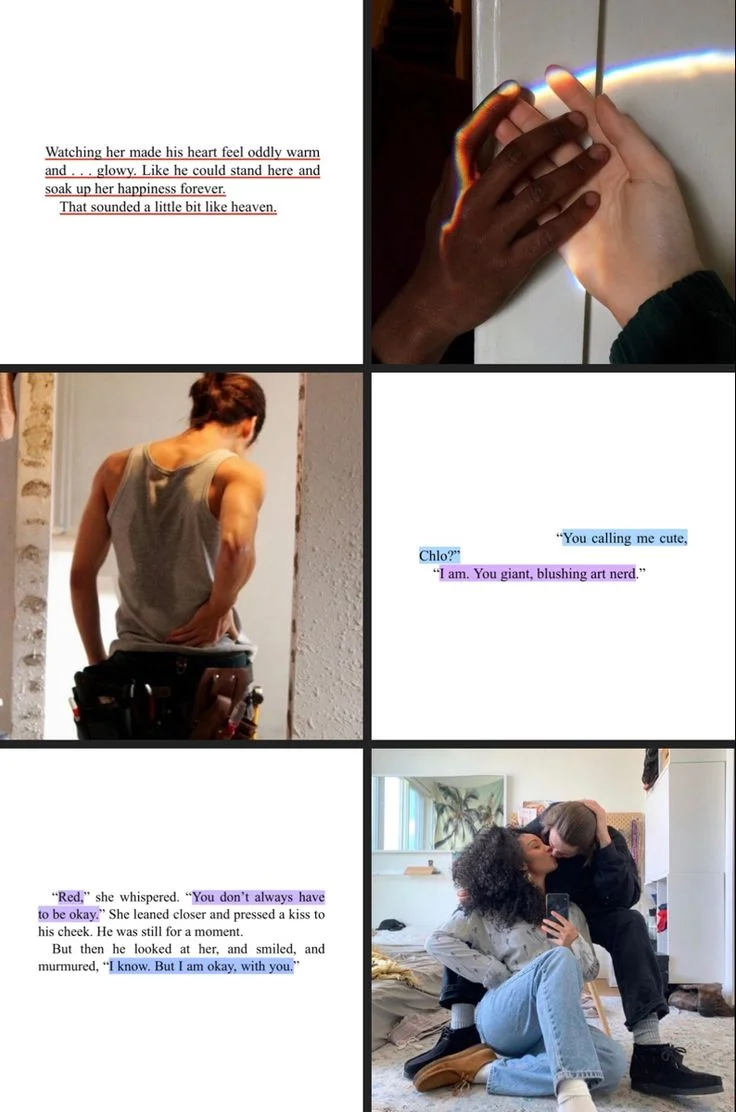 Watching her made his heart feel oddly warm
and . . . glowy. Like he could stand here and
soak up her happiness forever.
That sounded a little bit like heaven.
“You calling me cute,
Chlo?”
“I am. You giant, blushing art nerd.”
“Red,” she whispered. “You don’t always have
to be okay.” She leaned closer and pressed a kiss to
his cheek. He was still for a moment.
But then he looked at her, and smiled, and
murmured, “I know. But I am okay, with you.”